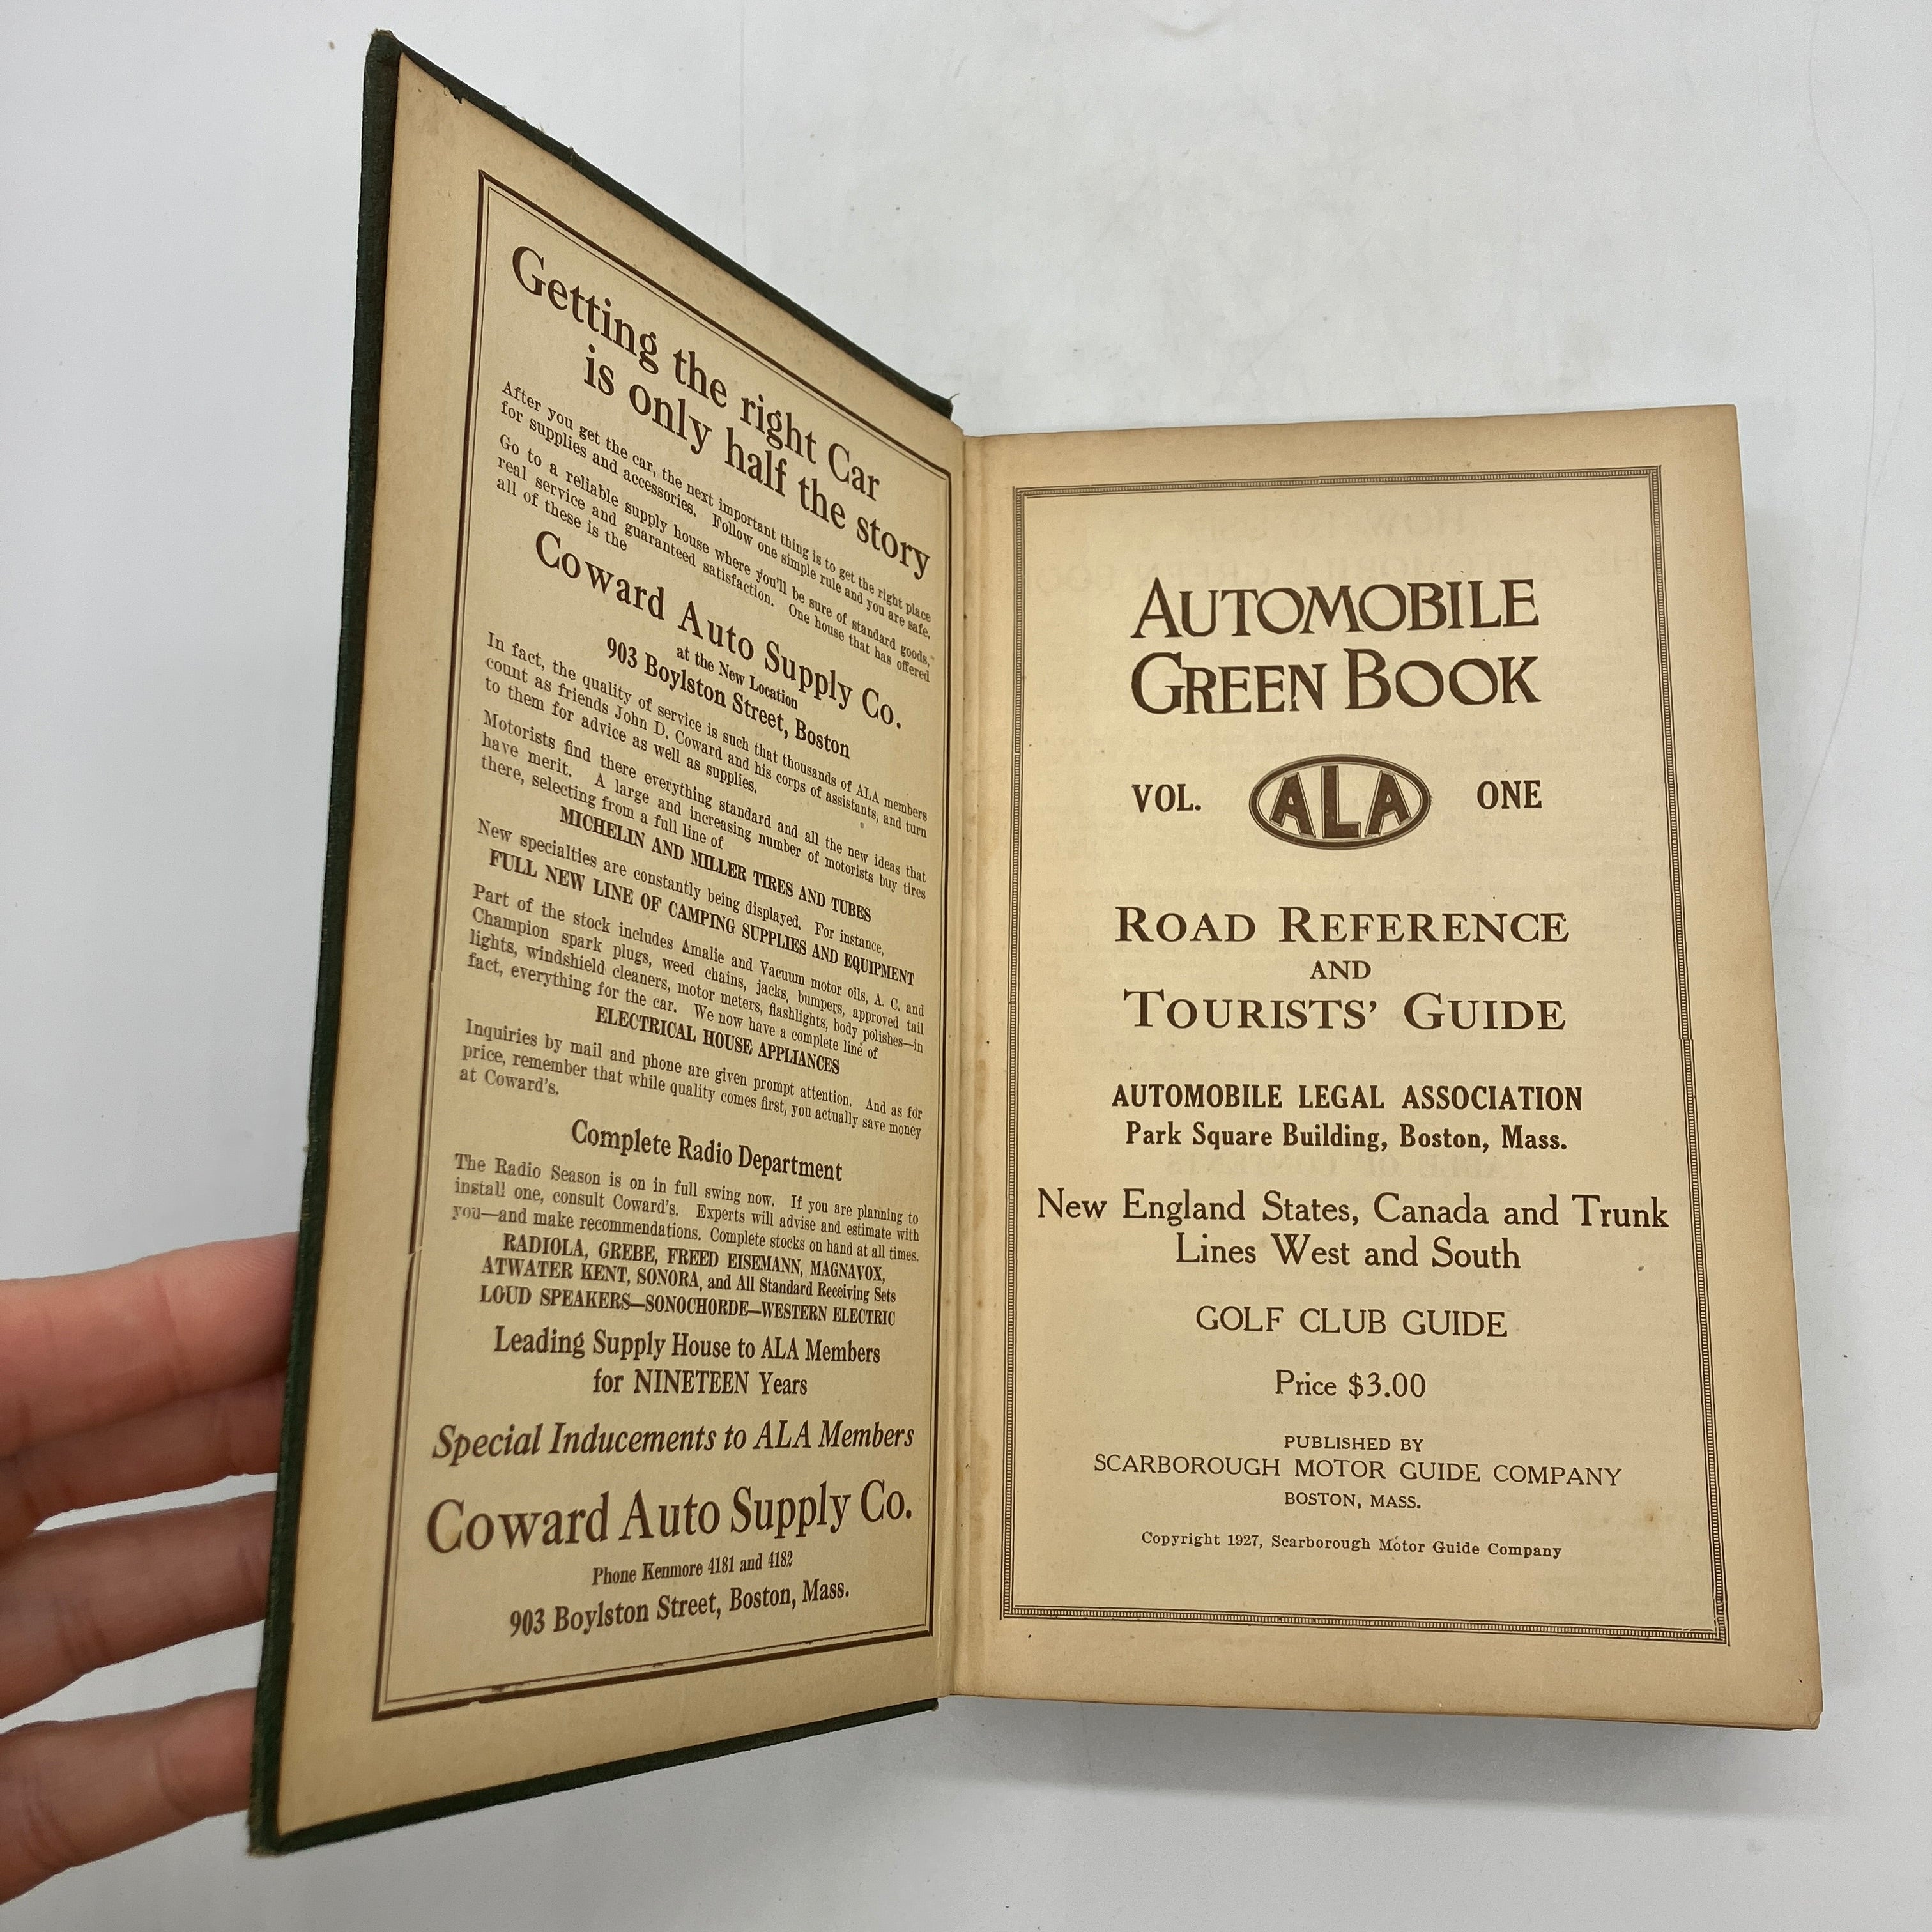 Getting the right Car
is only half the story
After you get the car, the next important thing is to get the right place
for supplies and accessories. Follow one simple rule and you are safe.
Go to a reliable supply house where you'll be sure of standard goods,
real service and guaranteed satisfaction. One house that has offered
all of these is the
Coward Auto Supply Co.
at the New Location
903 Boylston Street, Boston
In fact, the quality of service is such that thousands of ALA members
count as friends John D. Coward and his corps of assistants, and turn
to them for advice as well as supplies.
Motorists find there everything standard and all the new ideas that
have merit. A large and increasing number of motorists buy tires
there, selecting from a full line of
MICHELIN AND MILLER TIRES AND TUBES
New specialties are constantly being displayed. For instance,
FULL NEW LINE OF CAMPING SUPPLIES AND EQUIPMENT
Part of the stock includes Amalie and Vacuum motor oils, A. C. and
Champion spark plugs, weed chains, jacks, bumpers, approved tail
lights, windshield cleaners, motor meters, flashlights, body polishes—in
fact, everything for the car. We now have a complete line of
ELECTRICAL HOUSE APPLIANCES
Inquiries by mail and phone are given prompt attention. And as for
price, remember that while quality comes first, you actually save money
at Coward's.
Complete Radio Department
The Radio Season is on in full swing now. If you are planning to
install one, consult Coward's. Experts will advise and estimate with
you—and make recommendations. Complete stocks on hand at all times.
RADIOLA, GREBE, FREED EISEMANN, MAGNAVOX,
ATWATER KENT, SONORA, and All Standard Receiving Sets
LOUD SPEAKERS—SONOCHORDE—WESTERN ELECTRIC
Leading Supply House to ALA Members
for NINETEEN Years
Special Inducements to ALA Members
Coward Auto Supply Co.
Phone Kenmore 4181 and 4182
903 Boylston Street, Boston, Mass.
AUTOMOBILE
GREEN BOOK
VOL. ALA ONE
ROAD REFERENCE
AND
TOURISTS' GUIDE
AUTOMOBILE LEGAL ASSOCIATION
Park Square Building, Boston, Mass.
New England States, Canada and Trunk
Lines West and South
GOLF CLUB GUIDE
Price $3.00
PUBLISHED BY
SCARBOROUGH MOTOR GUIDE COMPANY
BOSTON, MASS.
Copyright 1927, Scarborough Motor Guide Company